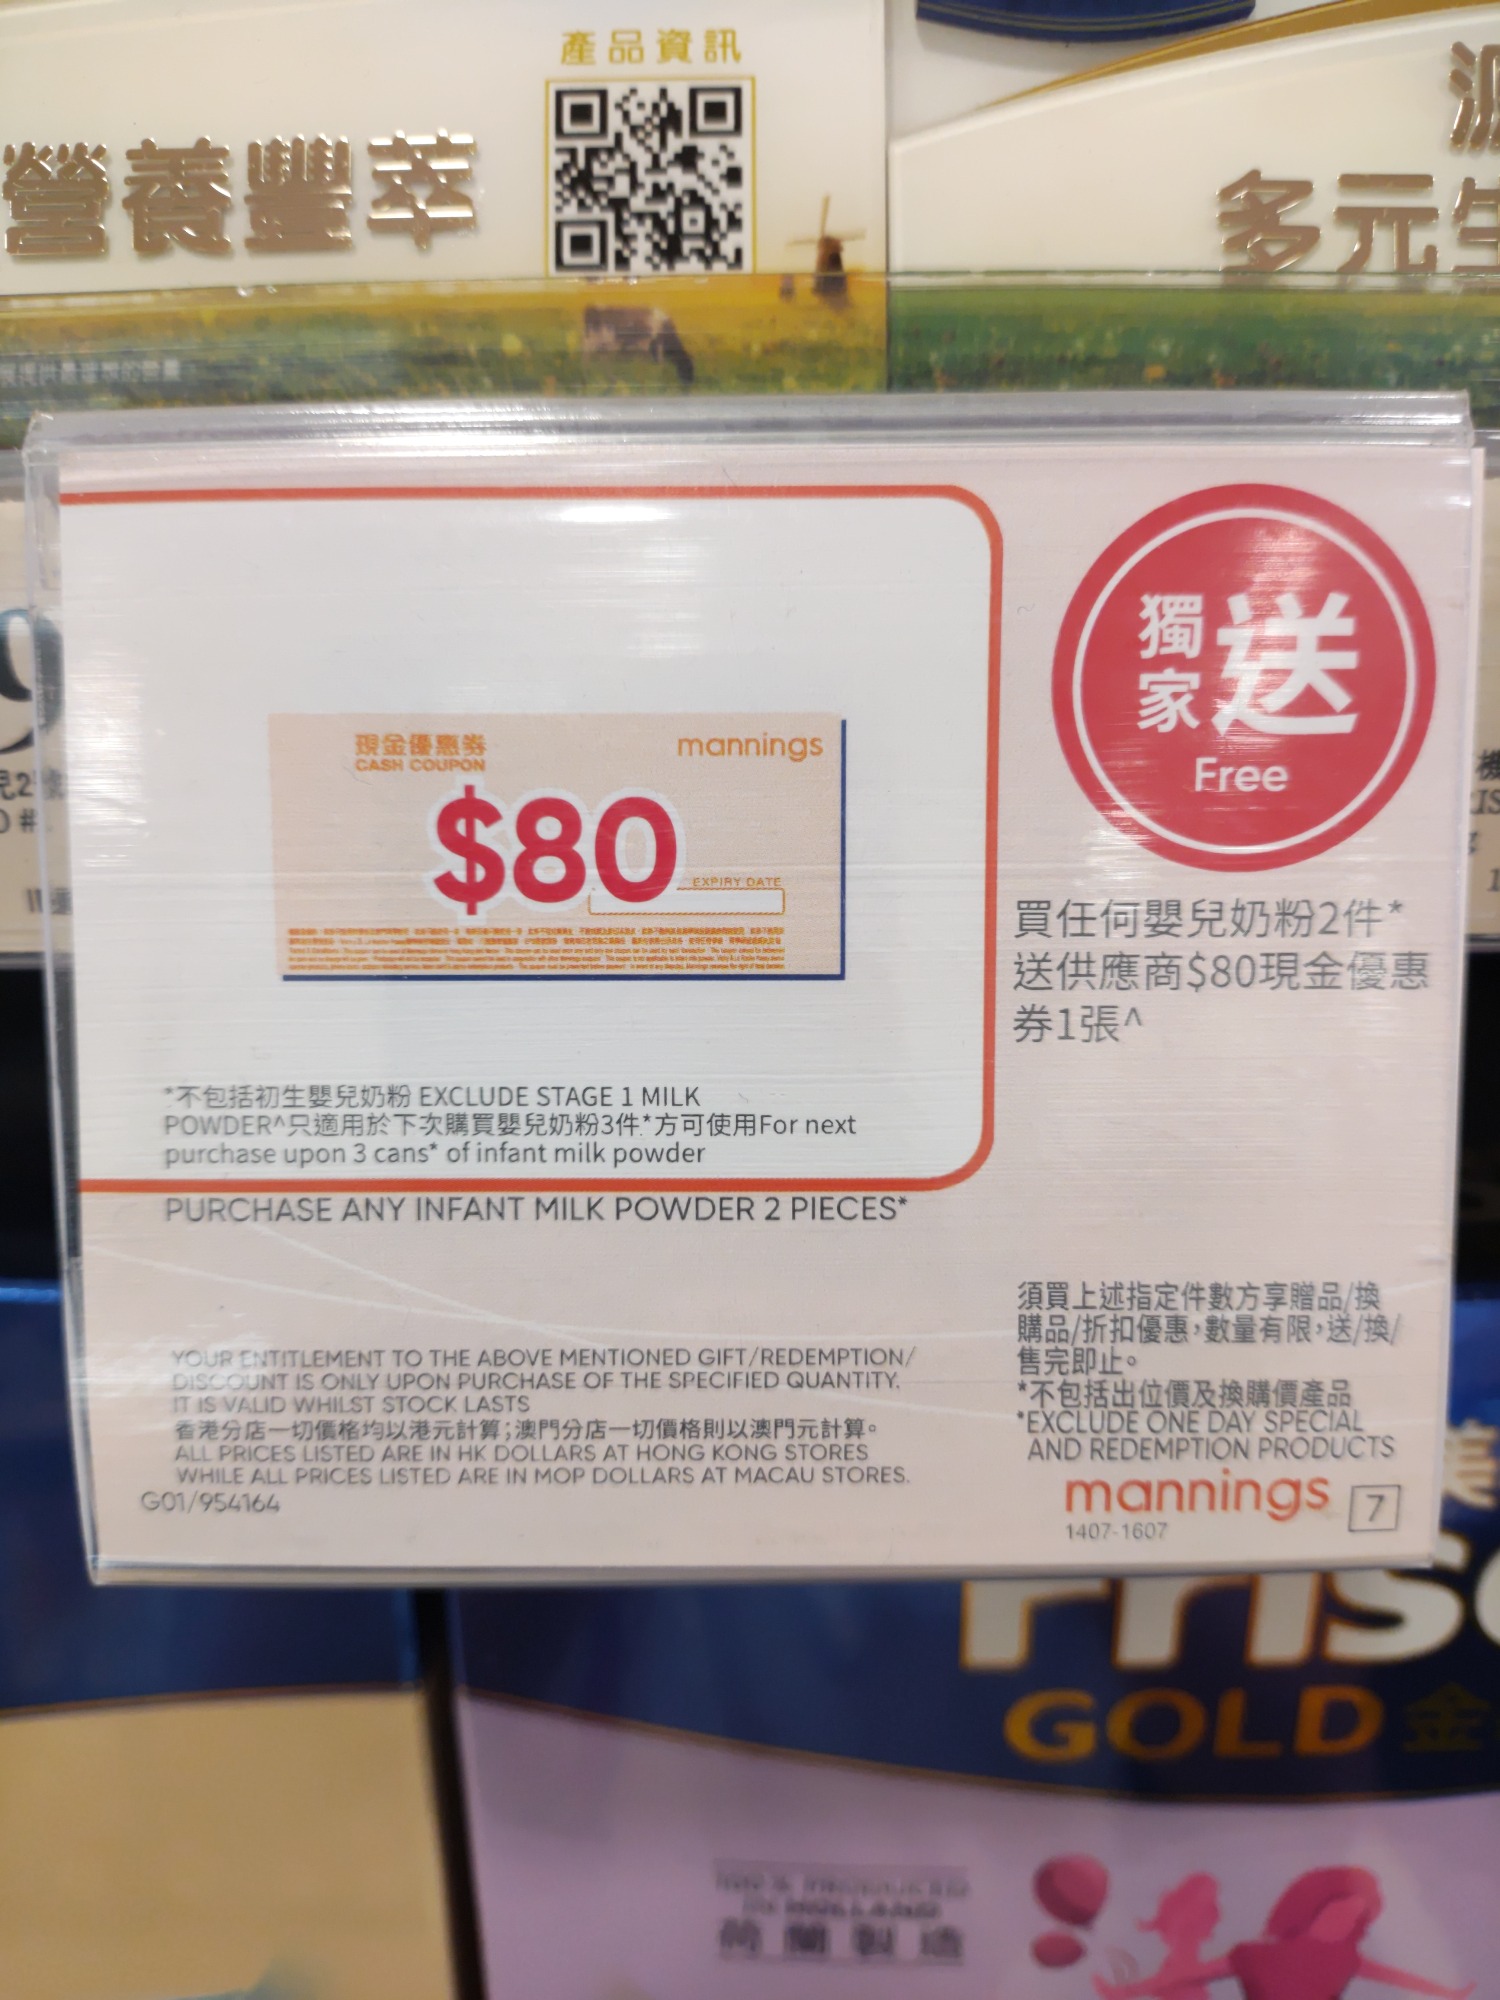 產品資訊
營養豐萃
多元生
9
現金優惠券
CASH COUPON
mannings
$80
EXPIRY DATE
獨家送
Free
買任何嬰兒奶粉2件*
送供應商$80現金優惠
券1張^
*不包括初生嬰兒奶粉 EXCLUDE STAGE 1 MILK
POWDER^只適用於下次購買嬰兒奶粉3件*方可使用For next
purchase upon 3 cans* of infant milk powder
PURCHASE ANY INFANT MILK POWDER 2 PIECES*
須買上述指定件數方享贈品/換
購品/折扣優惠，數量有限，送/換/
售完即止。
*不包括出位價及換購價產品
*EXCLUDE ONE DAY SPECIAL
AND REDEMPTION PRODUCTS
YOUR ENTITLEMENT TO THE ABOVE MENTIONED GIFT/REDEMPTION/
DISCOUNT IS ONLY UPON PURCHASE OF THE SPECIFIED QUANTITY.
IT IS VALID WHILST STOCK LASTS
香港分店一切價格均以港元計算；澳門分店一切價格則以澳門元計算。
ALL PRICES LISTED ARE IN HK DOLLARS AT HONG KONG STORES
WHILE ALL PRICES LISTED ARE IN MOP DOLLARS AT MACAU STORES.
G01/954164
mannings 7
1407-1607
Friso
GOLD 金
荷蘭製造